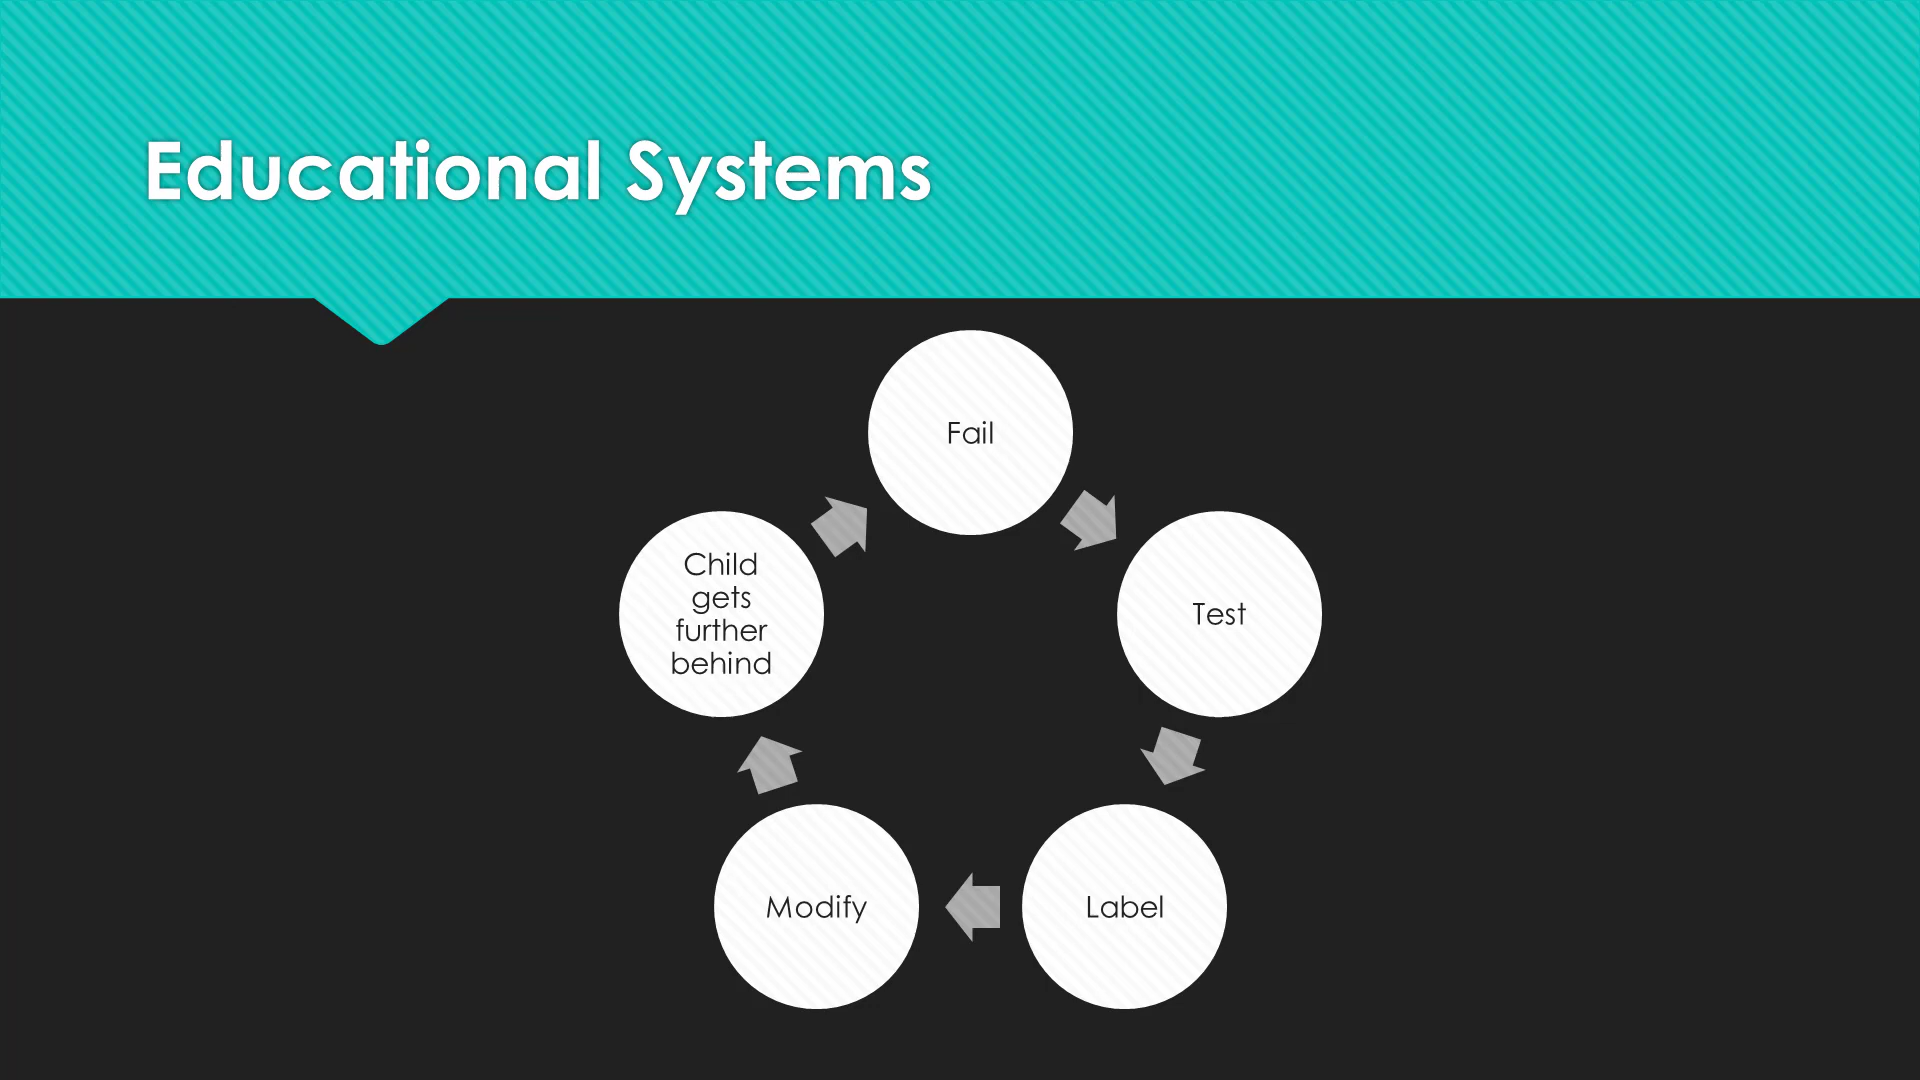 Educational Systems
Fail
Test
Label
Modify
Child
gets
further
behind